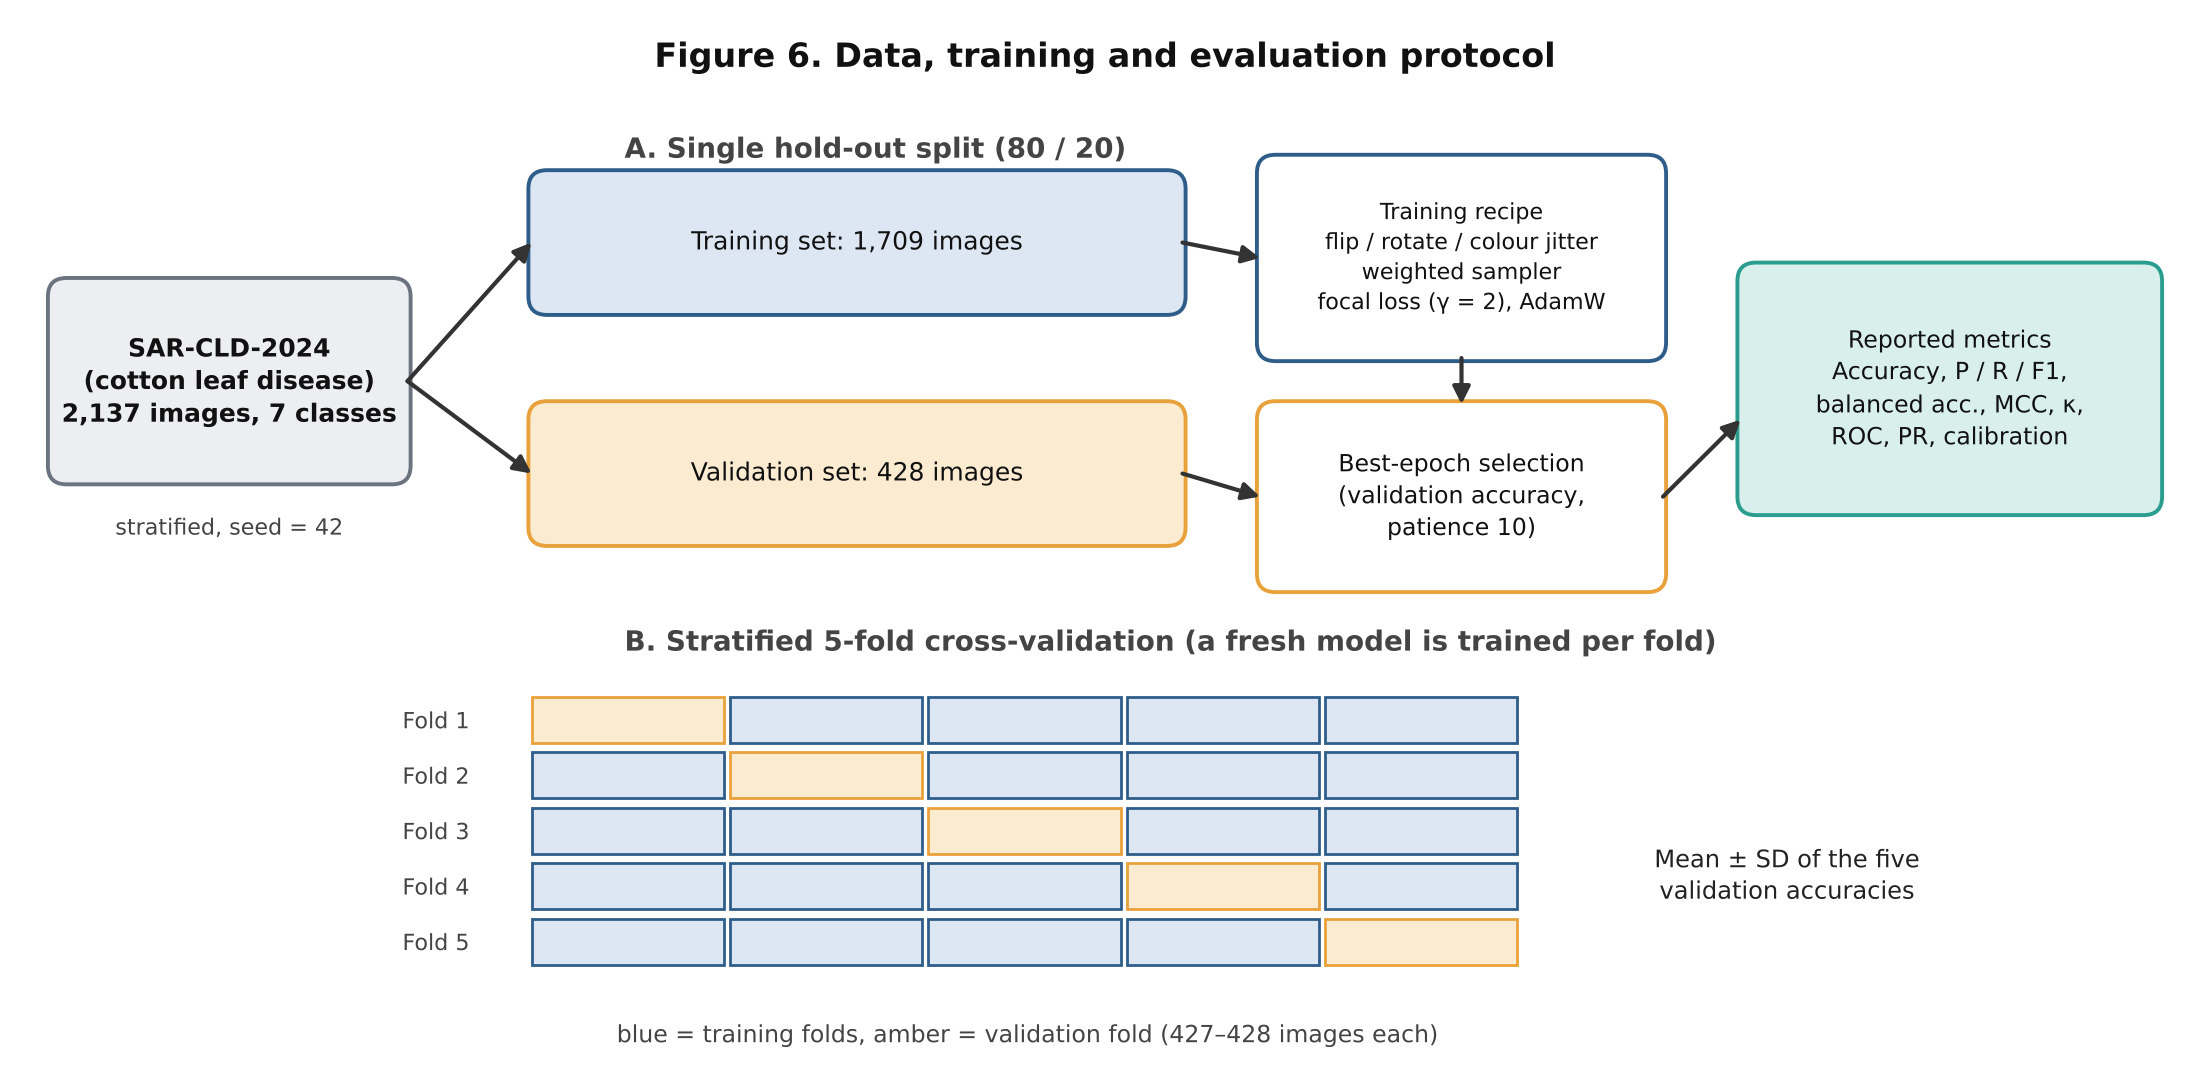 Figure 6. Data, training and evaluation protocol
A. Single hold-out split (80 / 20)
Training set: 1,709 images
Training recipe
flip / rotate / colour jitter
weighted sampler
focal loss (γ = 2), AdamW
SAR-CLD-2024
(cotton leaf disease)
2,137 images, 7 classes
stratified, seed = 42
Validation set: 428 images
Best-epoch selection
(validation accuracy,
patience 10)
Reported metrics
Accuracy, P / R / F1,
balanced acc., MCC, κ,
ROC, PR, calibration
B. Stratified 5-fold cross-validation (a fresh model is trained per fold)
Fold 1
Fold 2
Fold 3
Fold 4
Fold 5
Mean ± SD of the five
validation accuracies
blue = training folds, amber = validation fold (427–428 images each)